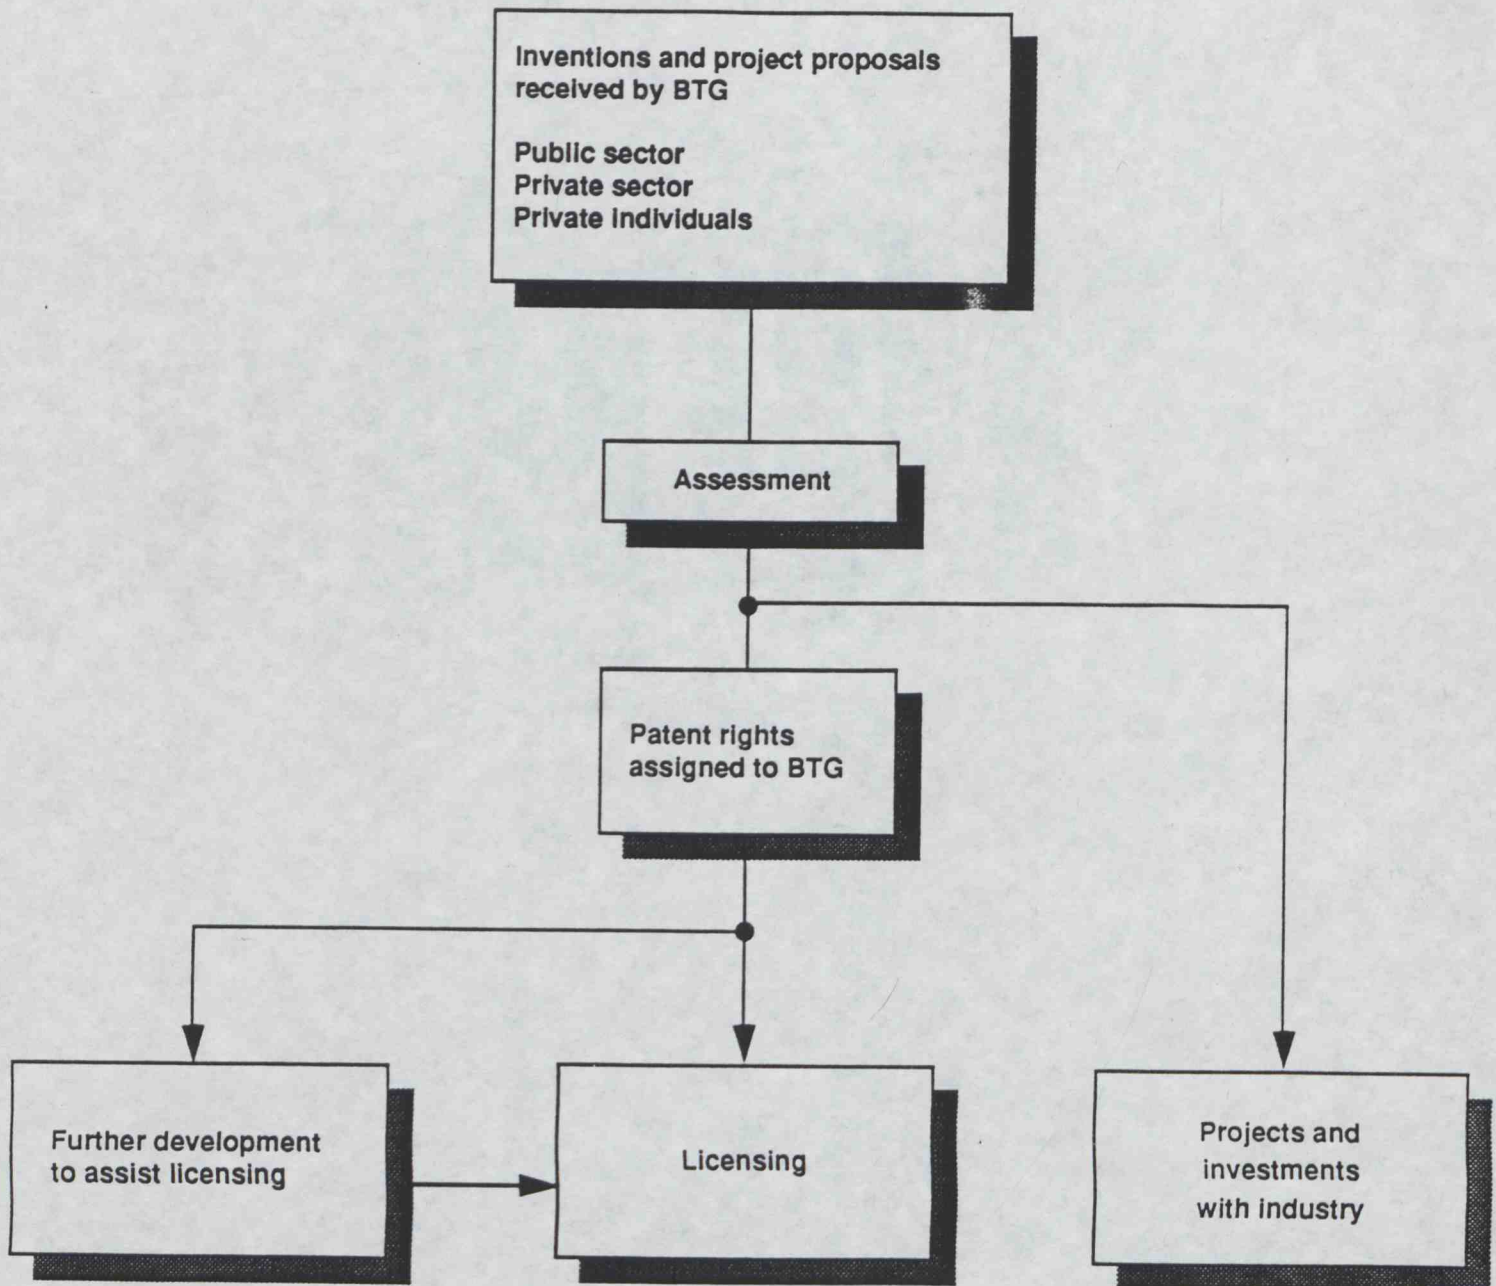 Inventions and project proposals
received by BTG
Public sector
Private sector
Private individuals
Assessment
Patent rights
assigned to BTG
Further development
to assist licensing
Licensing
Projects and
investments
with industry